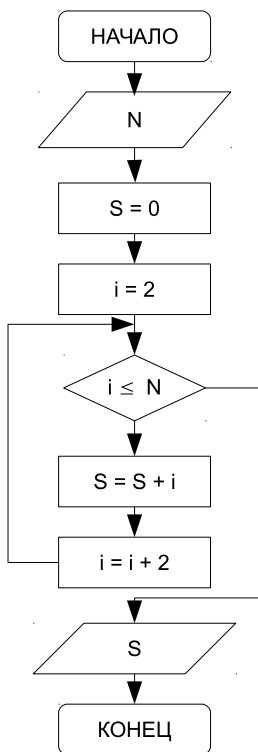 НАЧАЛО
N
S = 0
i = 2
i ≤ N
S = S + i
i = i + 2
S
КОНЕЦ